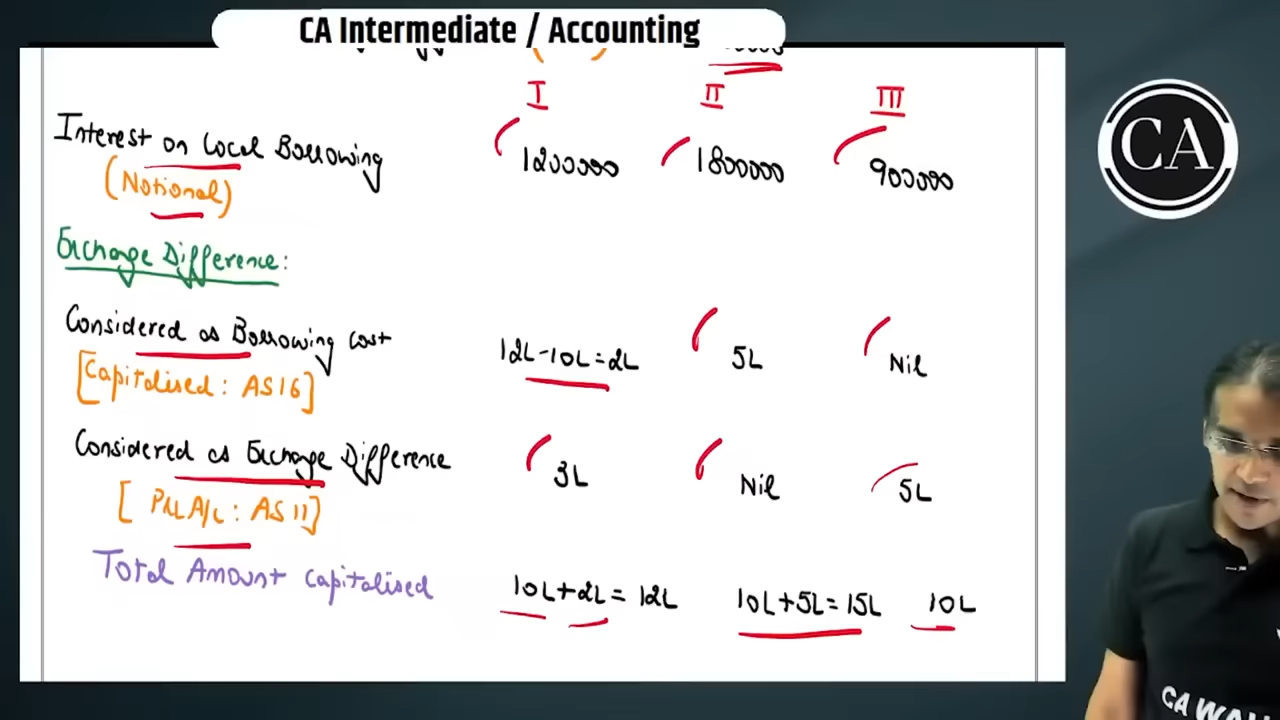 CA Intermediate / Accounting
I II III
Interest on Local Borrowing 1200000 1800000 900000
(Notional)
Exchange Difference:
Considered as Borrowing Cost 12L-10L=2L 5L Nil
[Capitalised: AS16]
Considered as Exchange Difference 3L Nil 5L
[P&L A/c: AS 11]
Total Amount Capitalised 10L+2L=12L 10L+5L=15L 10L
CA